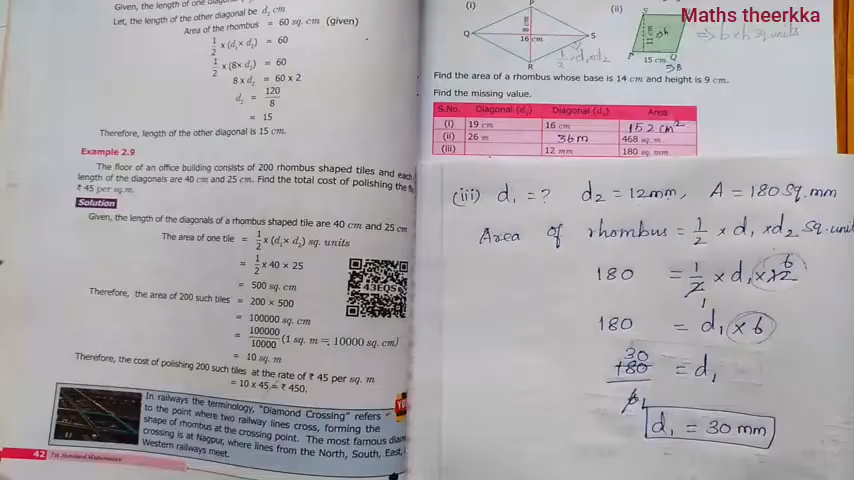 Given, the length of one
Let, the length of the other diagonal be d₂ cm
Area of the rhombus = 60 sq. cm (given)
1/2 ×(d₁× d₂) = 60
1/2 ×(8× d₂) = 60
8× d₂ = 60 × 2
d₂ = 120/8
= 15
Therefore, length of the other diagonal is 15 cm.
Example 2.9
The floor of an office building consists of 200 rhombus shaped tiles and each
length of the diagonals are 40 cm and 25 cm. Find the total cost of polishing the
₹ 45 per sq.m.
Solution
Given, the length of the diagonals of a rhombus shaped tile are 40 cm and 25 cm
The area of one tile = 1/2 ×(d₁× d₂) sq. units
= 1/2 × 40 × 25
= 500 sq. cm
Therefore, the area of 200 such tiles = 200 × 500
= 100000 sq. cm
= 100000/10000 (1 sq. m = 10000 sq. cm)
= 10 sq. m
Therefore, the cost of polishing 200 such tiles at the rate of ₹ 45 per sq. m
= 10 × 45 = ₹ 450.
43EQS
In railways the terminology, "Diamond Crossing" refers
to the point where two railway lines cross, forming the
shape of rhombus at the crossing point. The most famous
crossing is at Nagpur, where lines from the North, South, East,
Western railways meet.
42 7th Standard Mathematics
Maths theerkka
(i)
P
Q
8 cm
16 cm
S
R
1/2 × d₁×d₂
(ii)
S
11 cm
h
P
Q
15 cm
⇒ B
⇒ b × h sq.units
Find the area of a rhombus whose base is 14 cm and height is 9 cm.
Find the missing value.
S.No. Diagonal (d₁) Diagonal (d₂) Area
(i) 19 cm 16 cm 152 cm²
(ii) 26 m 36m 468 sq. m
(iii) 12 mm 180 sq. mm
(iii) d₁ = ? d₂ = 12mm, A = 180 sq.mm
Area of rhombus = 1/2 × d₁ × d₂ sq.unit
180 = 1/2 × d₁ × 12 6
1
180 = d₁ × 6
30
180/6 = d₁
1
d₁ = 30 mm